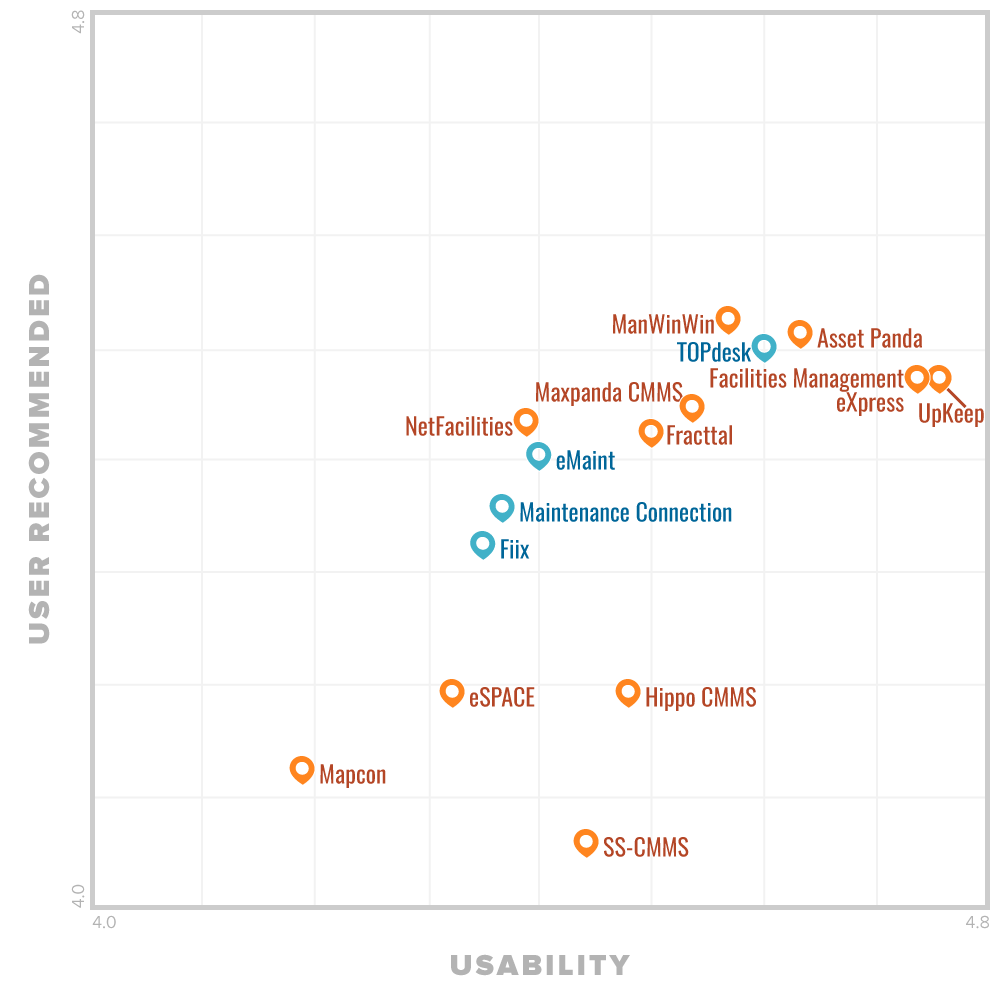 4.8
USER RECOMMENDED
ManWinWin
Asset Panda
TOPdesk
Facilities Management
eXpress
UpKeep
Maxpanda CMMS
NetFacilities
Fracttal
eMaint
Maintenance Connection
Fiix
eSPACE
Hippo CMMS
Mapcon
SS-CMMS
4.0
4.0
4.8
USABILITY